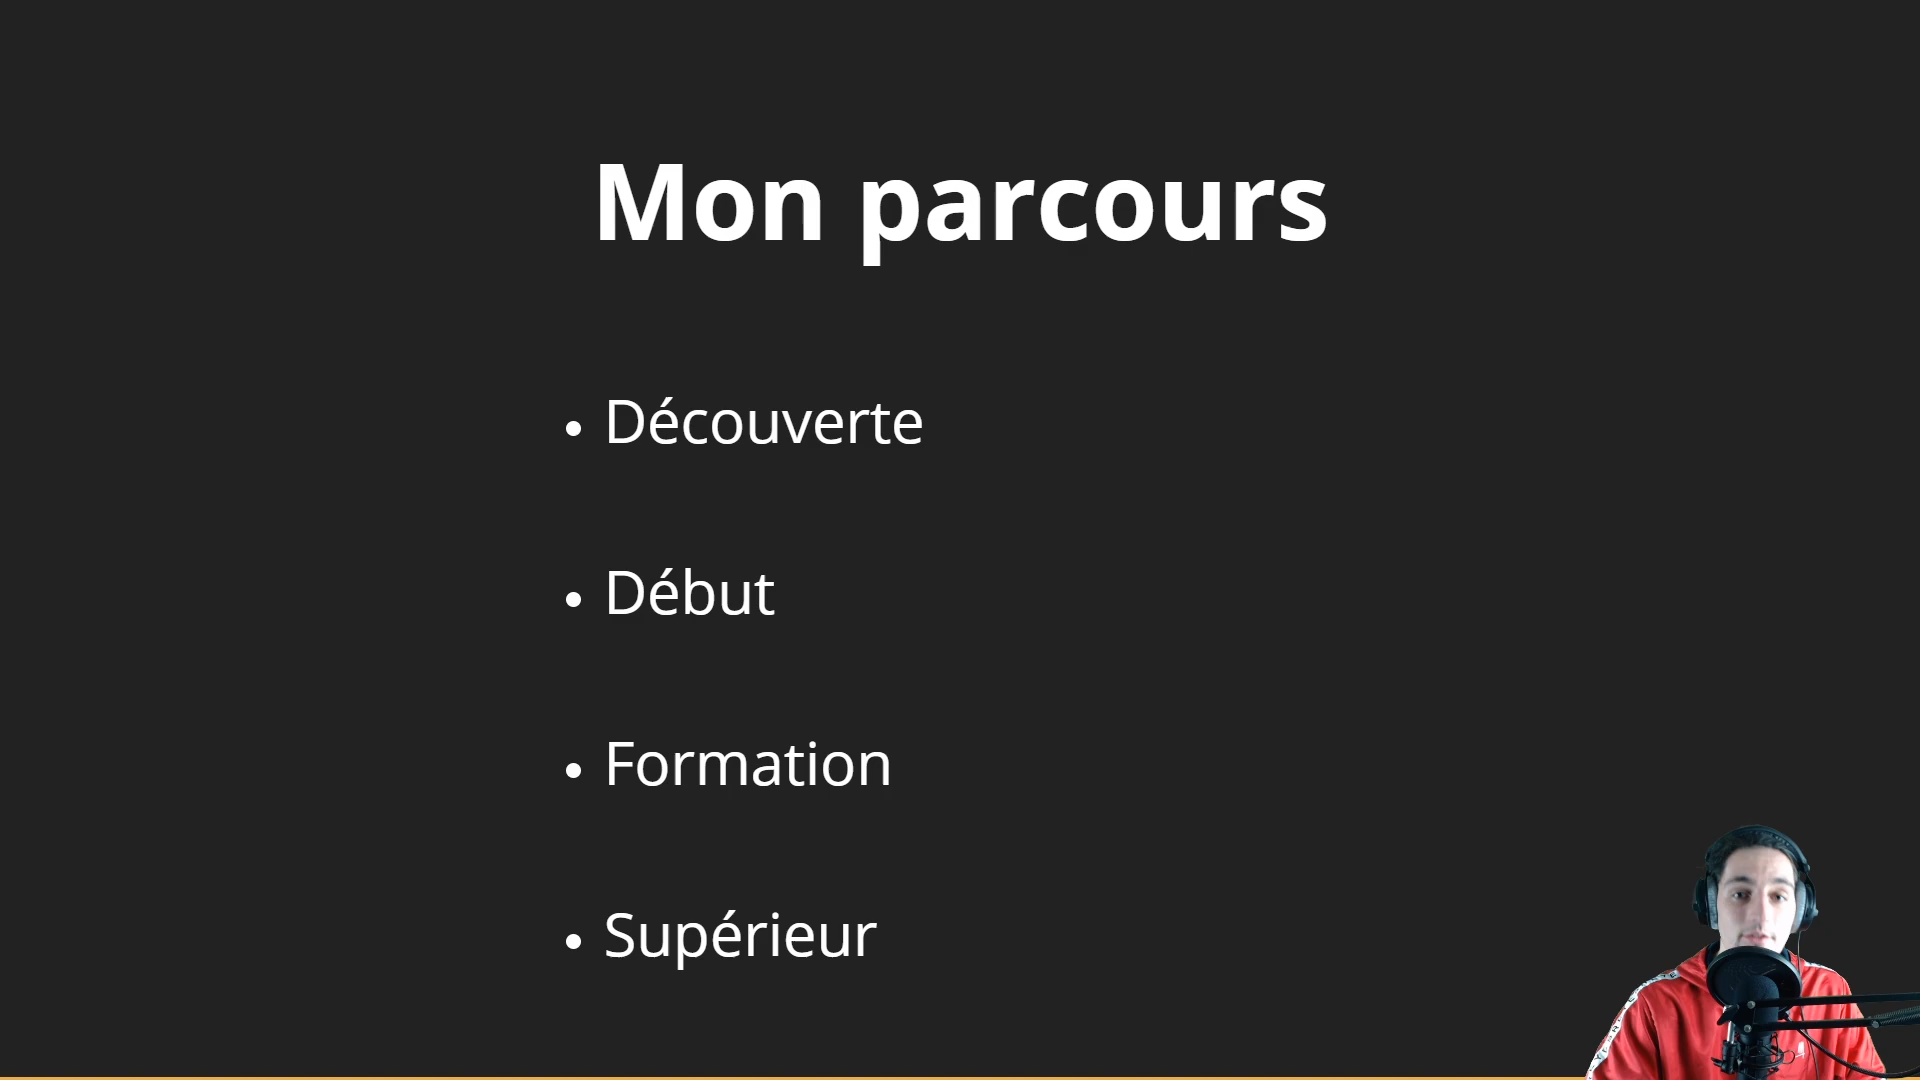 Mon parcours
• Découverte
• Début
• Formation
• Supérieur